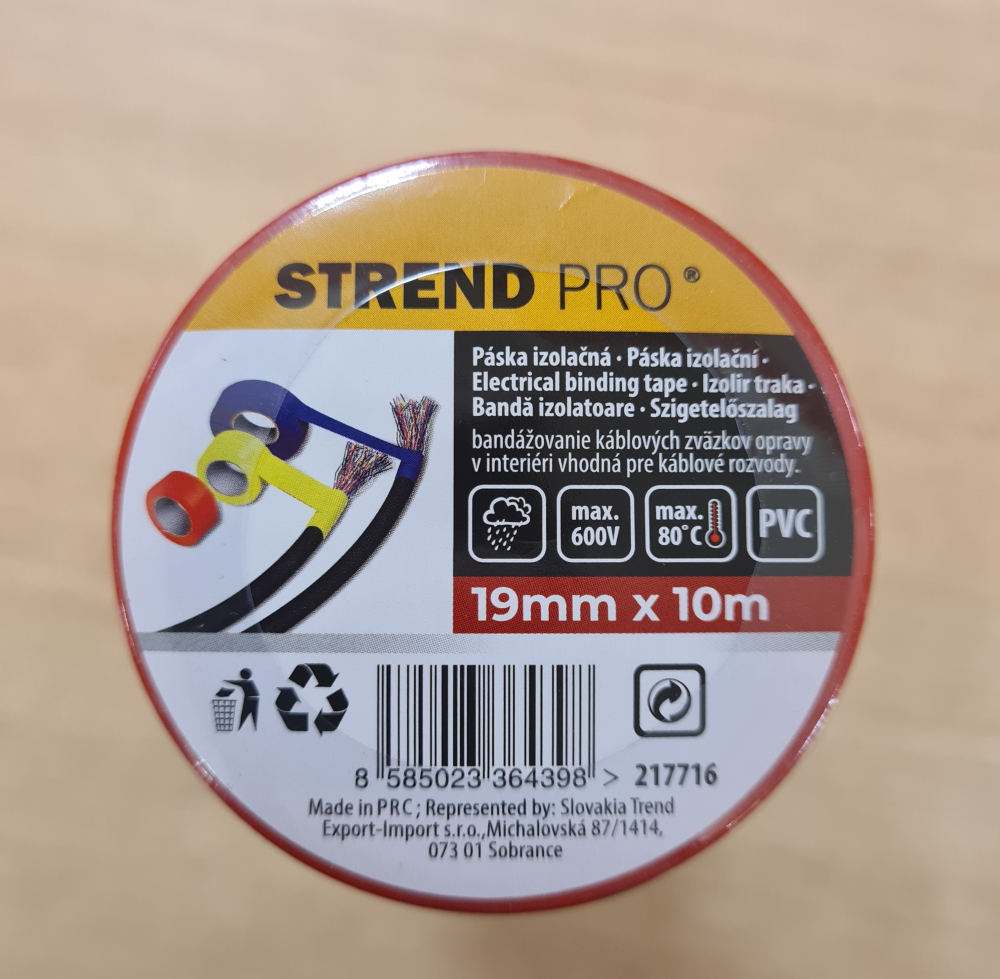 STREND PRO®
Páska izolačná · Páska izolační ·
Electrical binding tape · Izolir traka ·
Bandă izolatoare · Szigetelőszalag
bandážovanie káblových zväzkov opravy
v interiéri vhodná pre káblové rozvody.
max.
600V
max.
80°C
PVC
19mm x 10m
8 585023 364398 > 217716
Made in PRC; Represented by: Slovakia Trend
Export-Import s.r.o.,Michalovská 87/1414,
073 01 Sobrance